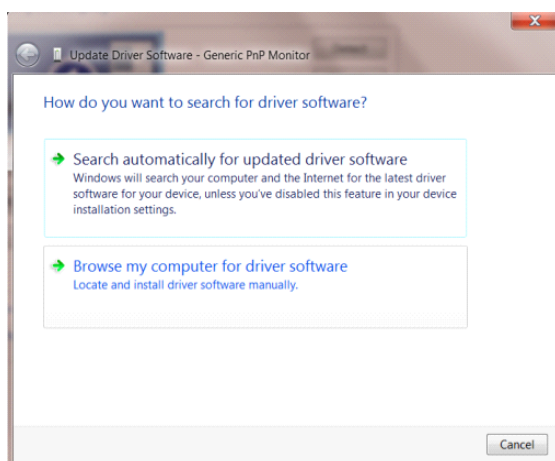 Update Driver Software - Generic PnP Monitor
How do you want to search for driver software?
Search automatically for updated driver software
Windows will search your computer and the Internet for the latest driver
software for your device, unless you've disabled this feature in your device
installation settings.
Browse my computer for driver software
Locate and install driver software manually.
Cancel